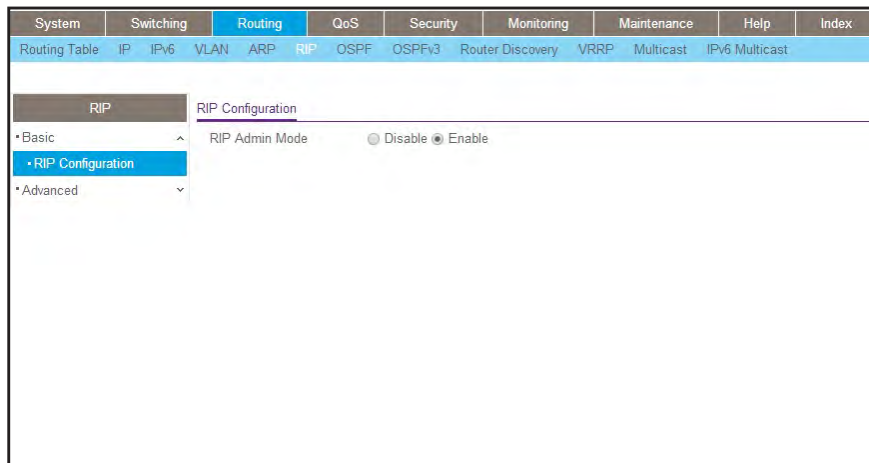 System Switching Routing QoS Security Monitoring Maintenance Help Index
Routing Table IP IPv6 VLAN ARP RIP OSPF OSPFv3 Router Discovery VRRP Multicast IPv6 Multicast
RIP
• Basic
• RIP Configuration
• Advanced
RIP Configuration
RIP Admin Mode Disable Enable